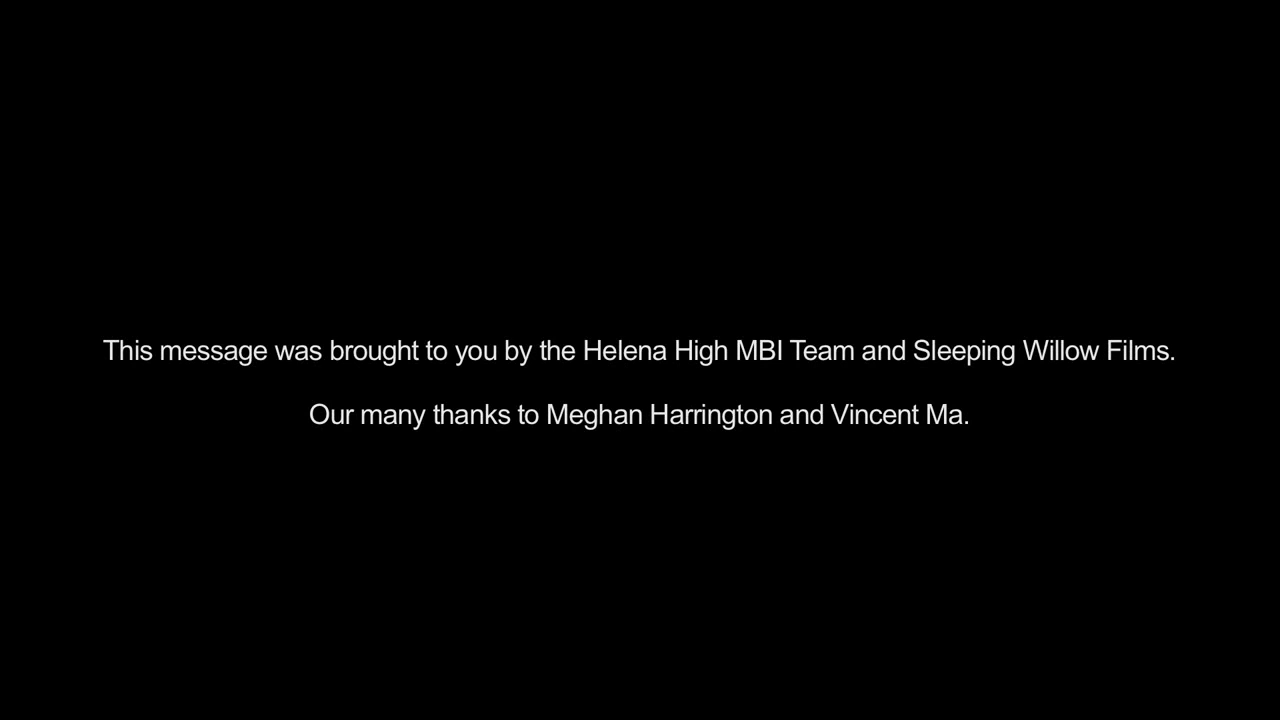 This message was brought to you by the Helena High MBI Team and Sleeping Willow Films.
Our many thanks to Meghan Harrington and Vincent Ma.